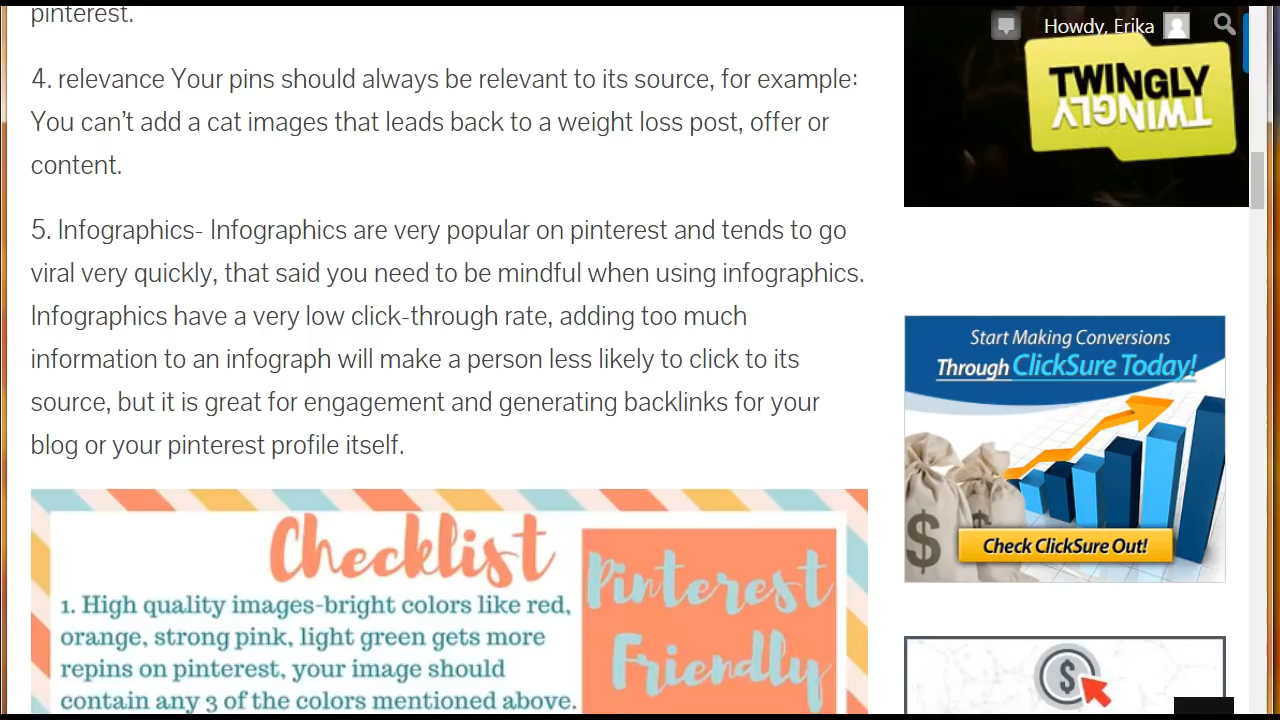 pinterest.
4. relevance Your pins should always be relevant to its source, for example:
You can’t add a cat images that leads back to a weight loss post, offer or
content.
5. Infographics- Infographics are very popular on pinterest and tends to go
viral very quickly, that said you need to be mindful when using infographics.
Infographics have a very low click-through rate, adding too much
information to an infograph will make a person less likely to click to its
source, but it is great for engagement and generating backlinks for your
blog or your pinterest profile itself.
Checklist
1. High quality images-bright colors like red,
orange, strong pink, light green gets more
repins on pinterest, your image should
contain any 3 of the colors mentioned above.
Pinterest
Friendly
Howdy, Erika
TWINGLY
TWINGLY
Start Making Conversions
Through ClickSure Today!
$
$
Check ClickSure Out!
$